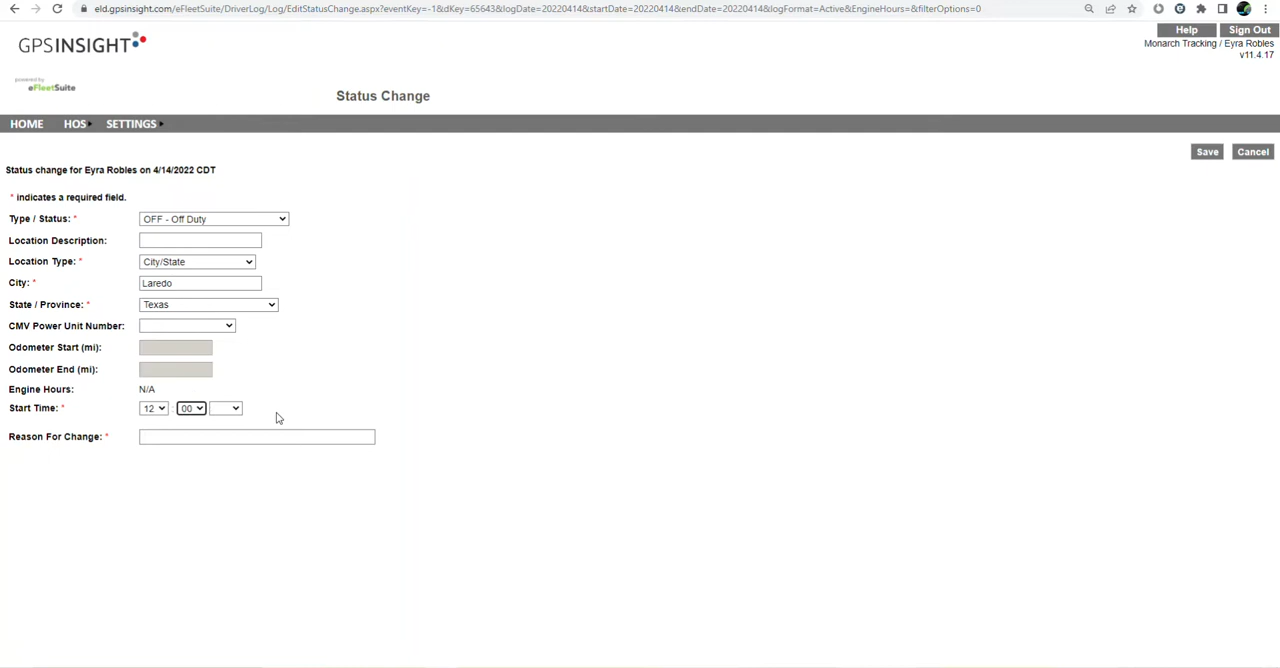 eld.gpsinsight.com/eFleetSuite/DriverLog/Log/EditStatusChange.aspx?eventKey=-1&dKey=65643&logDate=20220414&startDate=20220414&endDate=20220414&logFormat=Active&EngineHours=&filterOptions=0
Help Sign Out
GPSINSIGHT
Monarch Tracking / Eyra Robles
v11.4.17
powered by
eFleetSuite
Status Change
HOME HOS SETTINGS
Save Cancel
Status change for Eyra Robles on 4/14/2022 CDT
* indicates a required field.
Type / Status: * OFF - Off Duty
Location Description:
Location Type: * City/State
City: * Laredo
State / Province: * Texas
CMV Power Unit Number:
Odometer Start (mi):
Odometer End (mi):
Engine Hours: N/A
Start Time: * 12 : 00
Reason For Change: *